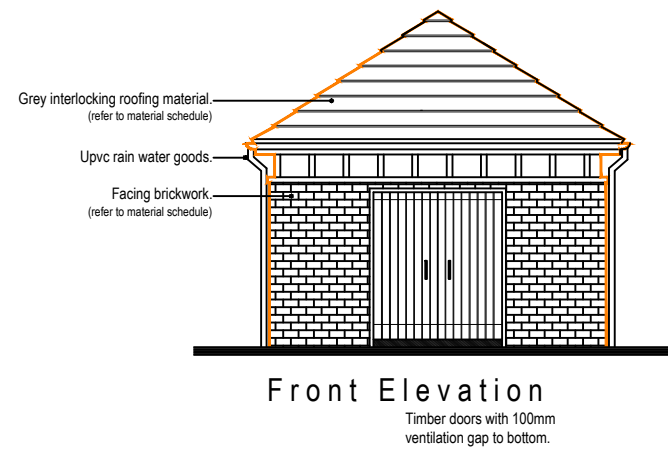 Grey interlocking roofing material.
(refer to material schedule)
Upvc rain water goods.
Facing brickwork.
(refer to material schedule)
Front Elevation
Timber doors with 100mm
ventilation gap to bottom.